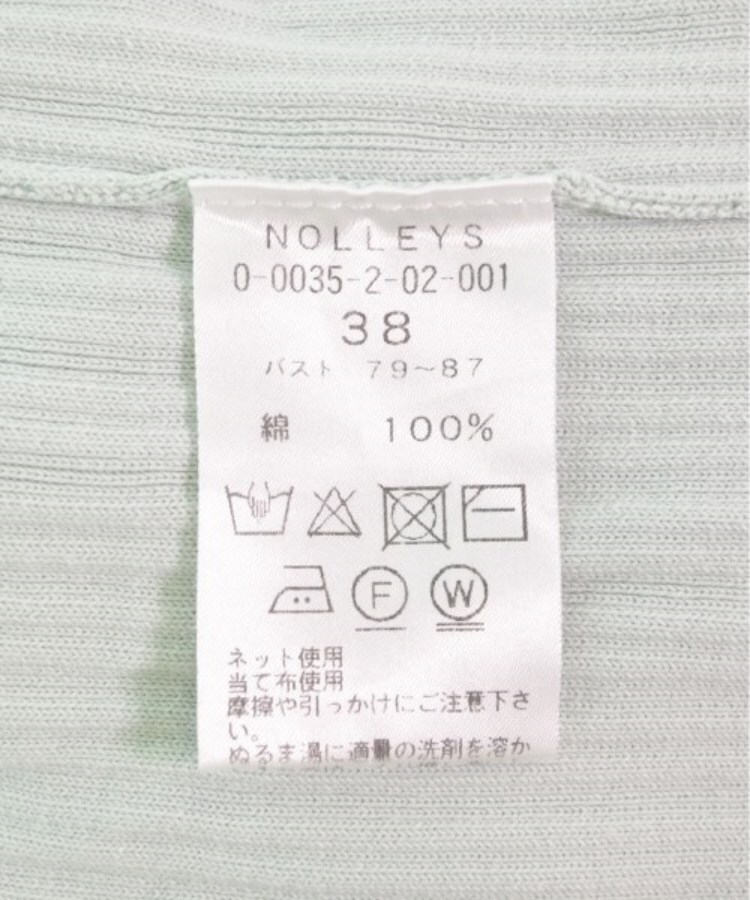 NOLLEYS
0-0035-2-02-001
38
バスト 79~87
綿 100%
F W
ネット使用
当て布使用
摩擦や引っかけにご注意下さ
い。
ぬるま湯に適量の洗剤を溶か